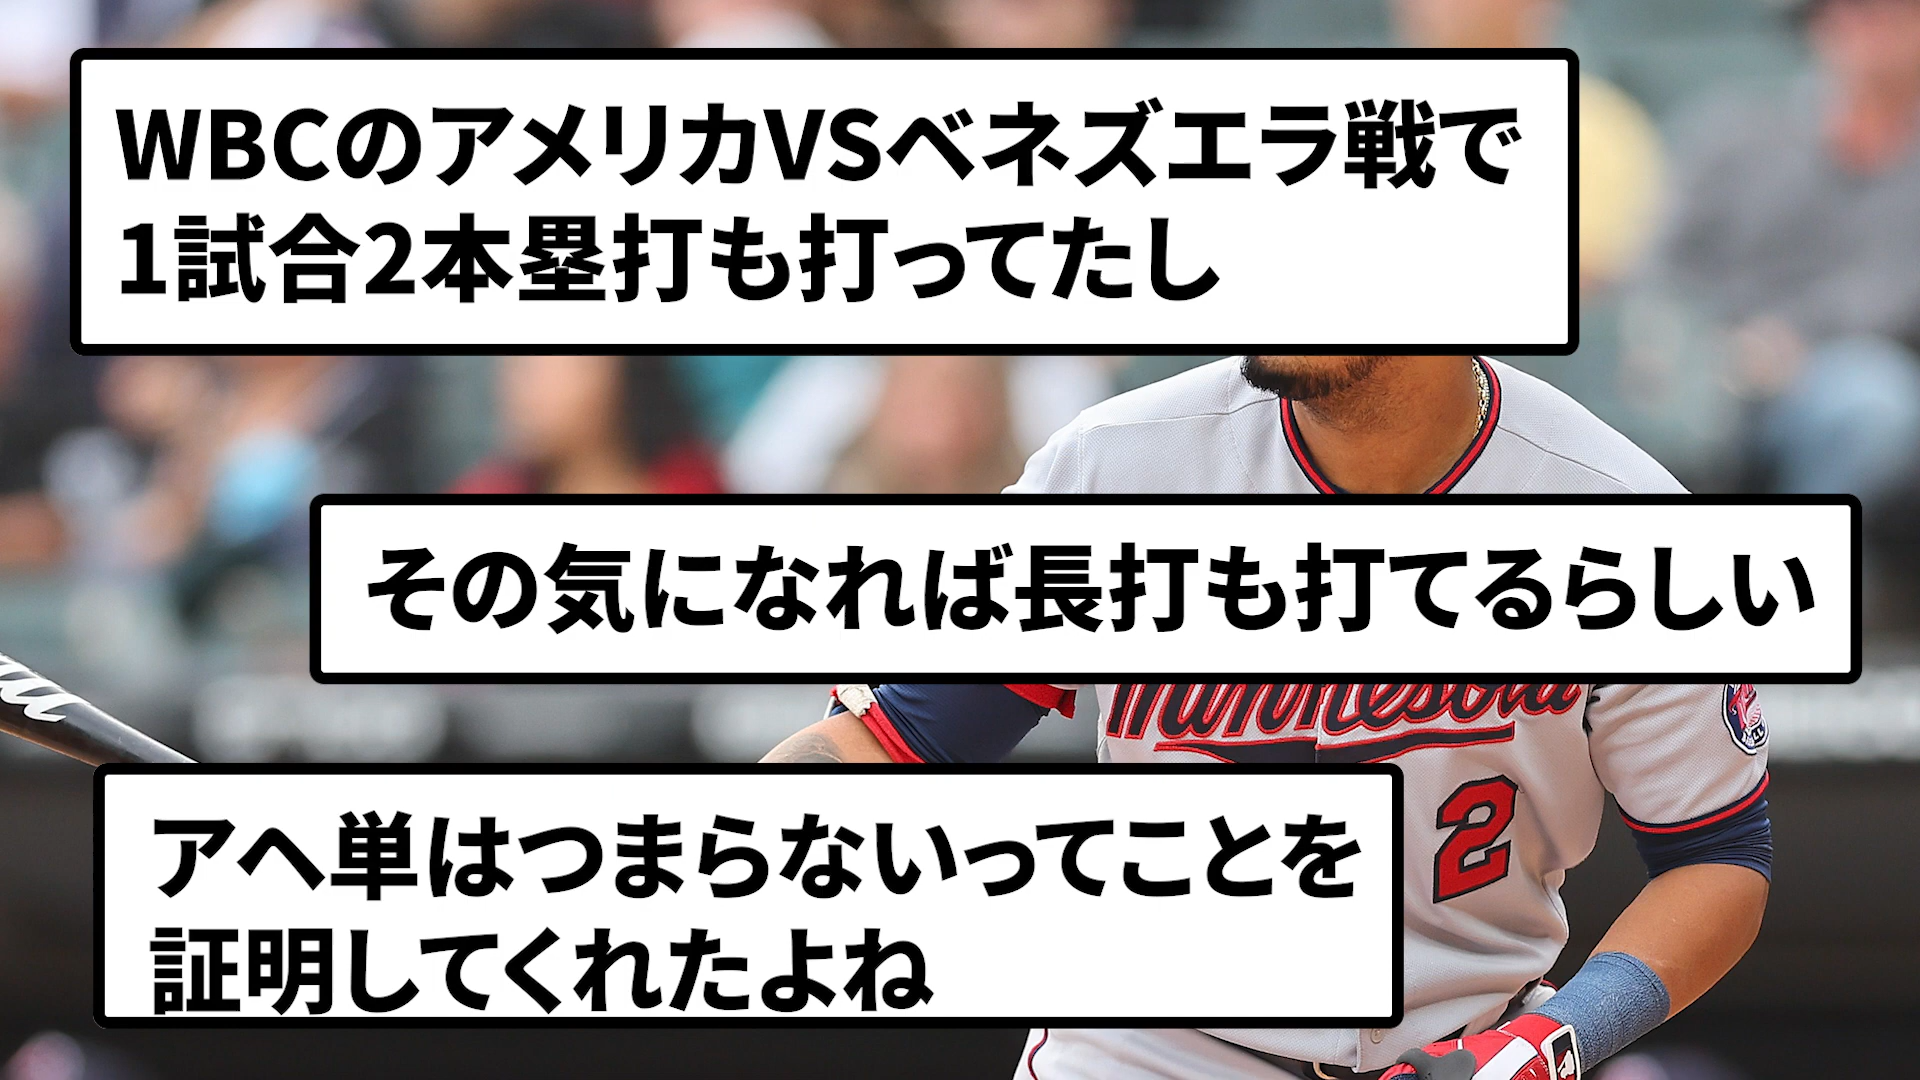 WBCのアメリカVSベネズエラ戦で
1試合2本塁打も打ってたし
その気になれば長打も打てるらしい
Minnesota
2
アヘ単はつまらないってことを
証明してくれたよね